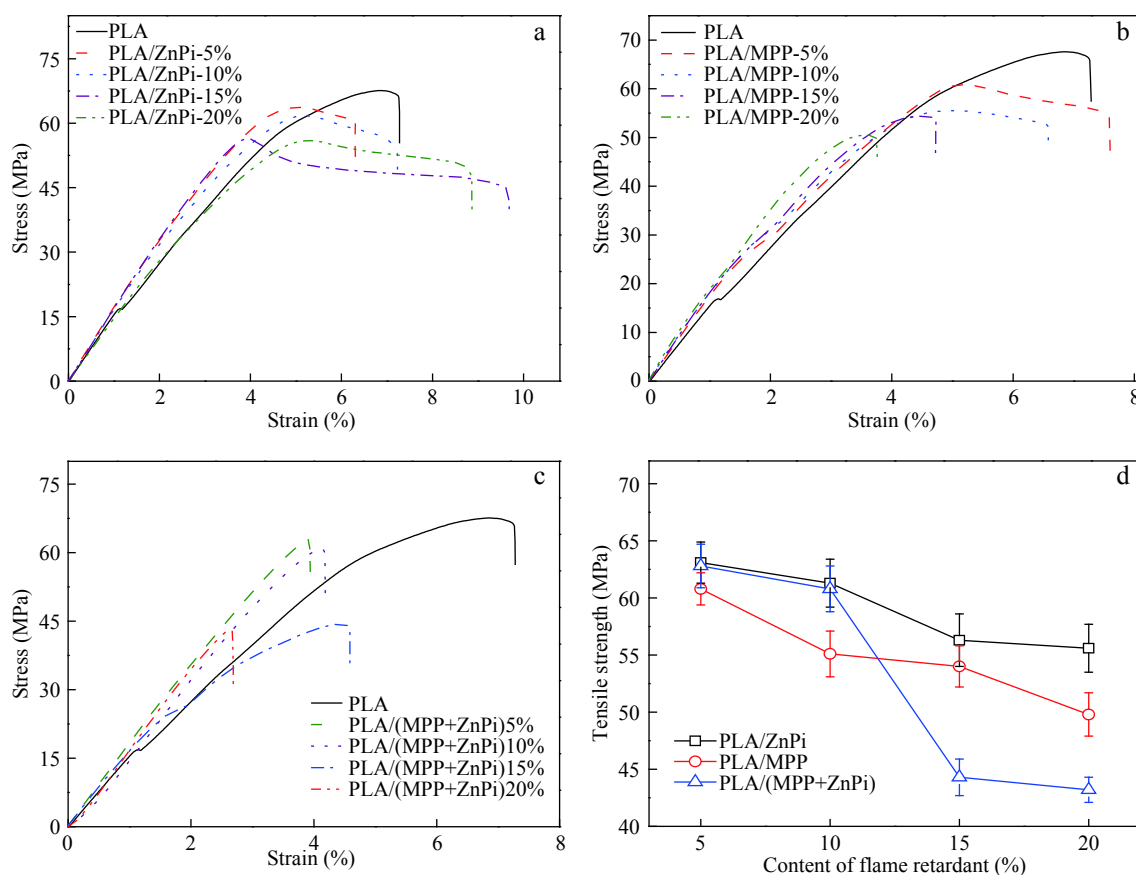 a
PLA
PLA/ZnPi-5%
PLA/ZnPi-10%
PLA/ZnPi-15%
PLA/ZnPi-20%
75
60
45
30
15
0
0 2 4 6 8 10
Stress (MPa)
Strain (%)
b
PLA
PLA/MPP-5%
PLA/MPP-10%
PLA/MPP-15%
PLA/MPP-20%
70
60
50
40
30
20
10
0
0 2 4 6 8
Stress (MPa)
Strain (%)
c
75
60
45
30
15
0
PLA
PLA/(MPP+ZnPi)5%
PLA/(MPP+ZnPi)10%
PLA/(MPP+ZnPi)15%
PLA/(MPP+ZnPi)20%
0 2 4 6 8
Stress (MPa)
Strain (%)
d
70
65
60
55
50
45
40
PLA/ZnPi
PLA/MPP
PLA/(MPP+ZnPi)
5 10 15 20
Tensile strength (MPa)
Content of flame retardant (%)